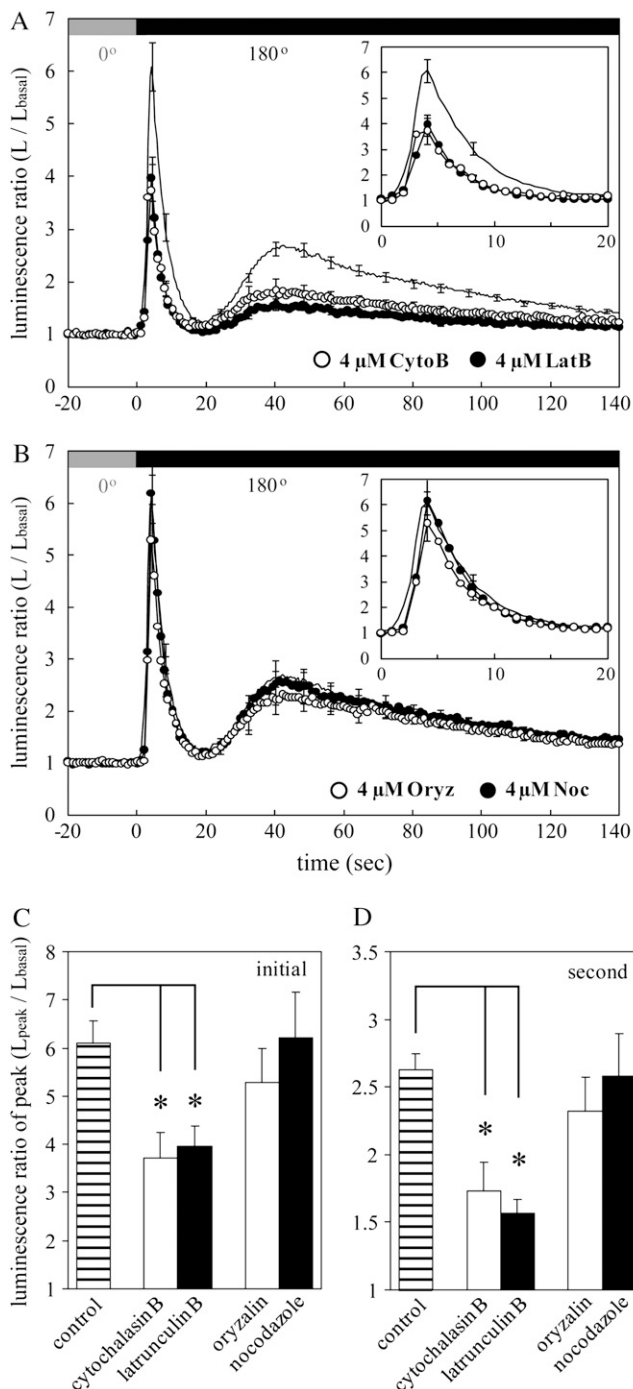 A
luminescence ratio (L / Lbasal)
7
6
5
4
3
2
1
0
0°
180°
6
5
4
3
2
1
0
0 10 20
4 µM CytoB 4 µM LatB
-20 0 20 40 60 80 100 120 140
B
luminescence ratio (L / Lbasal)
7
6
5
4
3
2
1
0
0°
180°
7
6
5
4
3
2
1
0
0 10 20
4 µM Oryz 4 µM Noc
-20 0 20 40 60 80 100 120 140
time (sec)
C
luminescence ratio of peak (Lpeak / Lbasal)
8
7
6
5
4
3
2
1
initial
* *
control
cytochalasin B
latrunculin B
oryzalin
nocodazole
D
3.5
3
2.5
2
1.5
1
second
*
*
control
cytochalasin B
latrunculin B
oryzalin
nocodazole